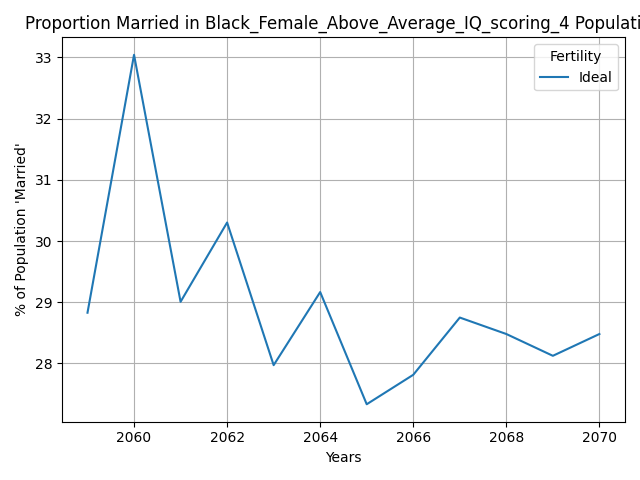 Proportion Married in Black_Female_Above_Average_IQ_scoring_4 Populati
Fertility
Ideal
33
32
31
30
29
28
% of Population 'Married'
2060 2062 2064 2066 2068 2070
Years